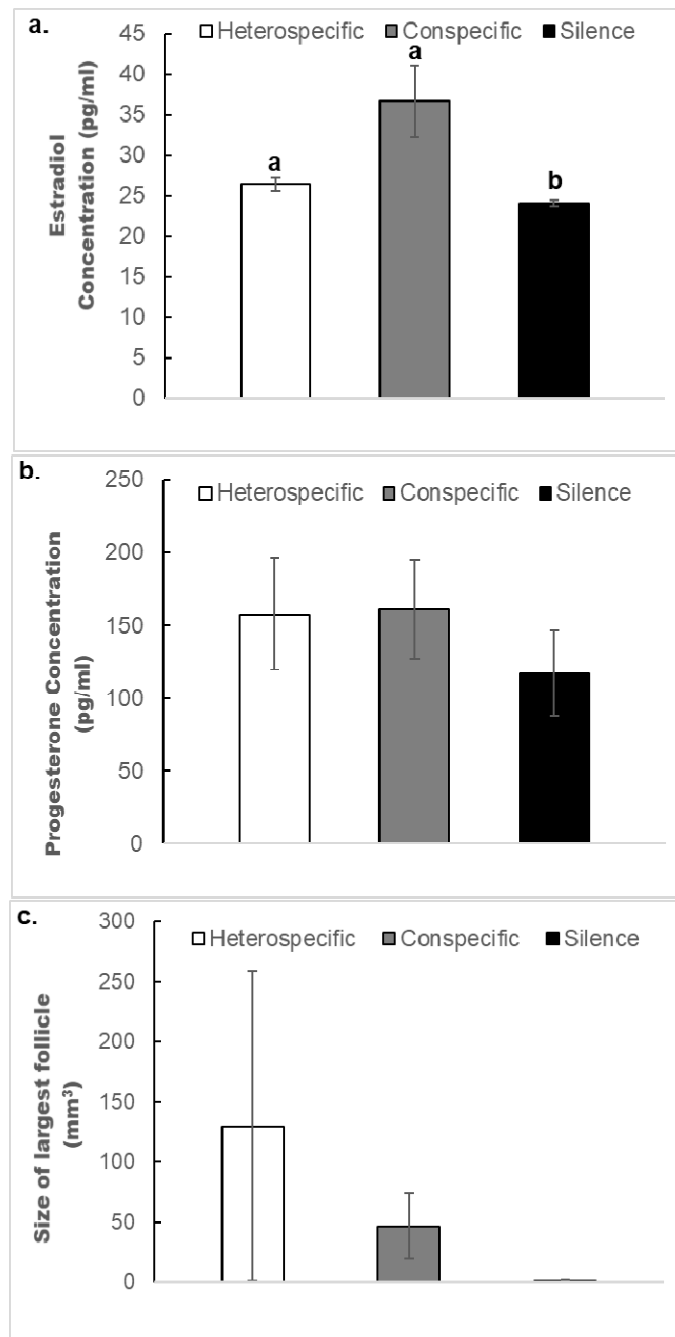 a.
Heterospecific Conspecific Silence
45
40
35
30
25
20
15
10
5
0
Estradiol
Concentration (pg/ml)
a
a
b
b.
Heterospecific Conspecific Silence
250
200
150
100
50
0
Progesterone Concentration
(pg/ml)
c.
Heterospecific Conspecific Silence
300
250
200
150
100
50
0
Size of largest follicle
(mm³)